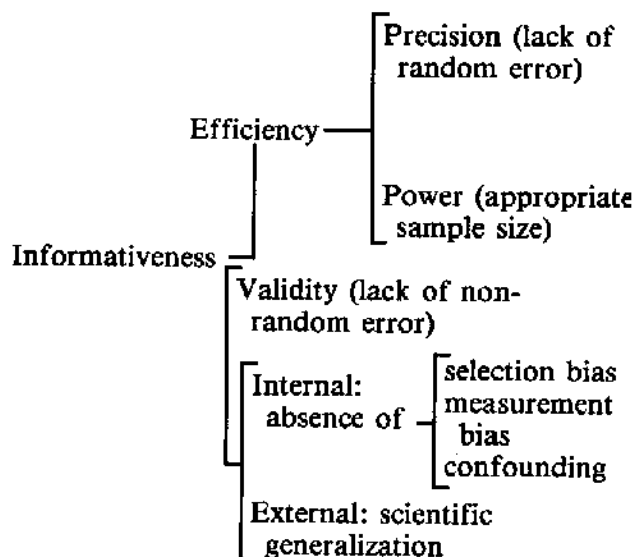 Precision (lack of
random error)
Efficiency
Power (appropriate
sample size)
Informativeness
Validity (lack of non-
random error)
Internal:
absence of
selection bias
measurement
bias
confounding
External: scientific
generalization